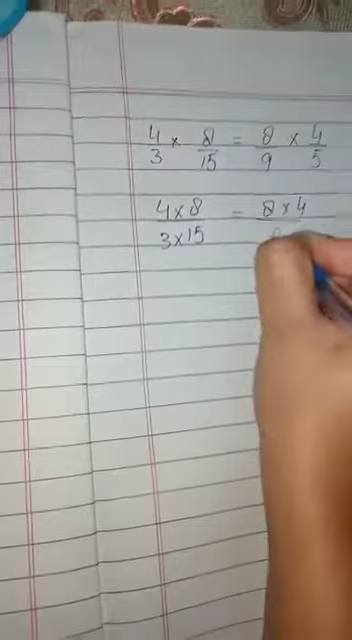 4/3 × 8/15 = 8/9 × 4/5
4×8/3×15 = 8×4